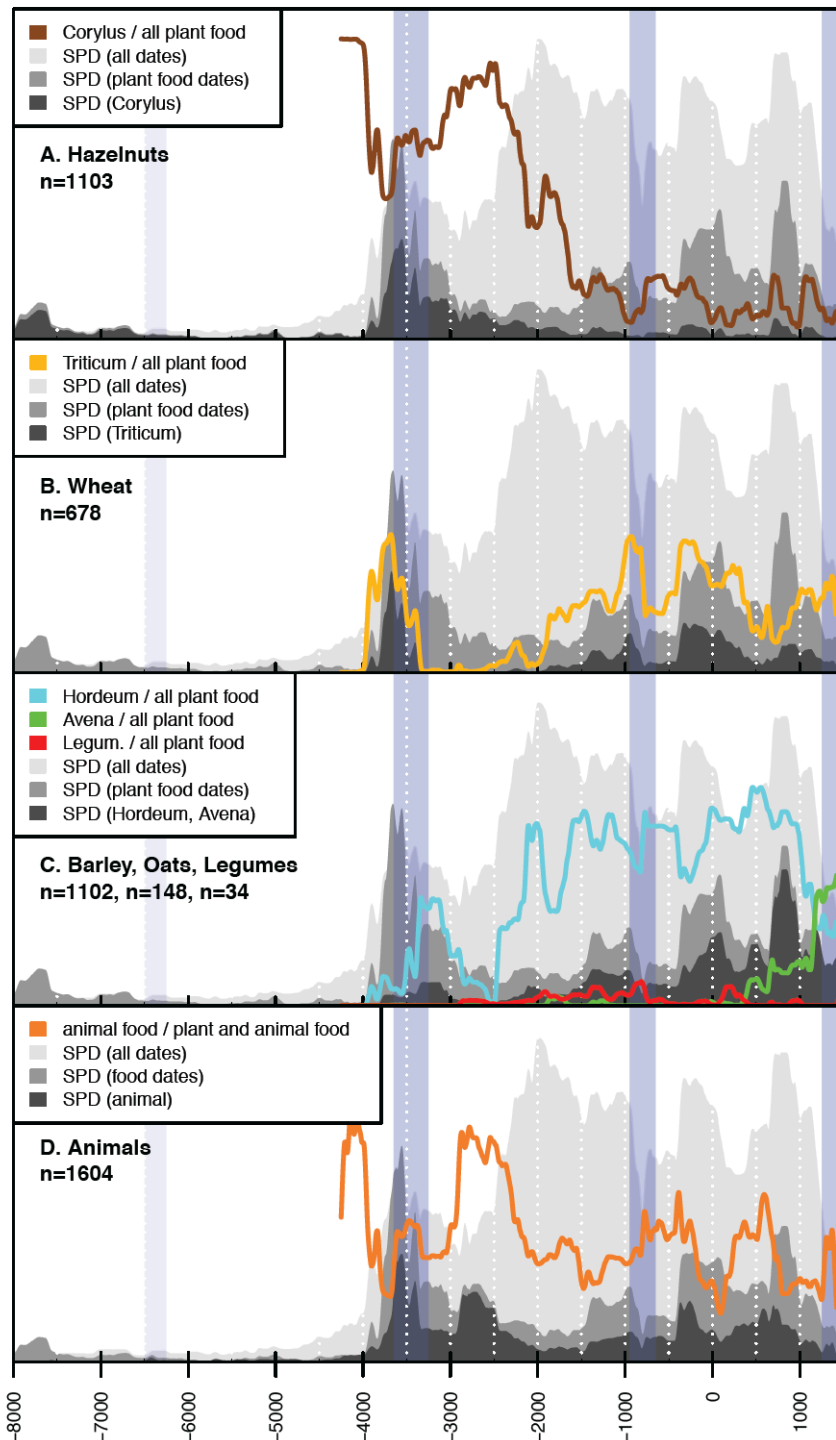 Corylus / all plant food
SPD (all dates)
SPD (plant food dates)
SPD (Corylus)
A. Hazelnuts
n=1103
Triticum / all plant food
SPD (all dates)
SPD (plant food dates)
SPD (Triticum)
B. Wheat
n=678
Hordeum / all plant food
Avena / all plant food
Legum. / all plant food
SPD (all dates)
SPD (plant food dates)
SPD (Hordeum, Avena)
C. Barley, Oats, Legumes
n=1102, n=148, n=34
animal food / plant and animal food
SPD (all dates)
SPD (food dates)
SPD (animal)
D. Animals
n=1604
-8000
-7000
-6000
-5000
-4000
-3000
-2000
-1000
0
1000